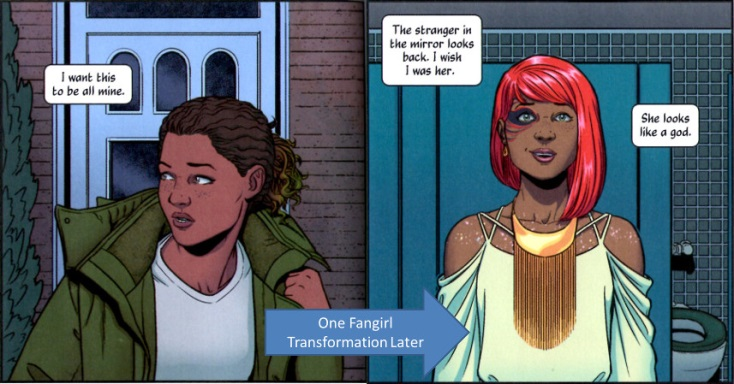 I want this
to be all mine.
The stranger in
the mirror looks
back. I wish
I was her.
She looks
like a god.
One Fangirl
Transformation Later